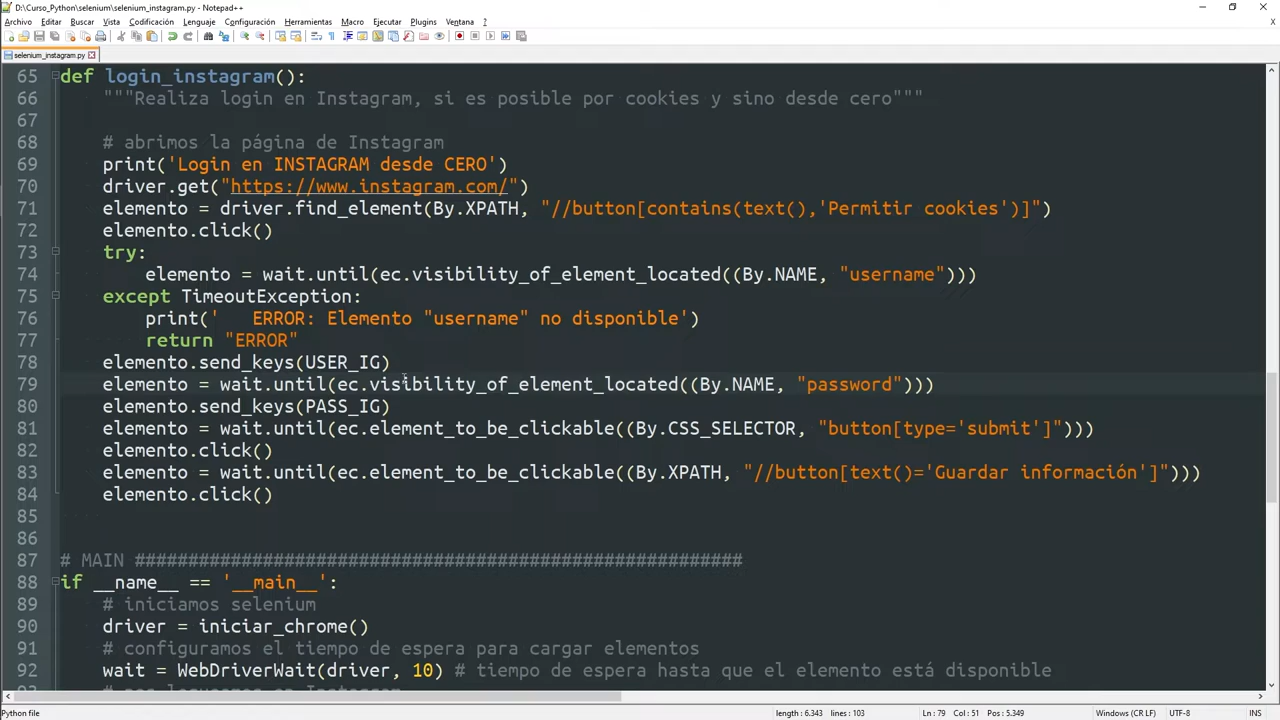 D:\Curso_Python\selenium\selenium_instagram.py - Notepad++
Archivo Editar Buscar Vista Codificación Lenguaje Configuración Herramientas Macro Ejecutar Plugins Ventana ?
selenium_instagram.py
65 def login_instagram():
66     """Realiza login en Instagram, si es posible por cookies y sino desde cero"""
67
68     # abrimos la página de Instagram
69     print('Login en INSTAGRAM desde CERO')
70     driver.get("https://www.instagram.com/")
71     elemento = driver.find_element(By.XPATH, "//button[contains(text(),'Permitir cookies')]")
72     elemento.click()
73     try:
74         elemento = wait.until(ec.visibility_of_element_located((By.NAME, "username")))
75     except TimeoutException:
76         print('   ERROR: Elemento "username" no disponible')
77         return "ERROR"
78     elemento.send_keys(USER_IG)
79     elemento = wait.until(ec.visibility_of_element_located((By.NAME, "password")))
80     elemento.send_keys(PASS_IG)
81     elemento = wait.until(ec.element_to_be_clickable((By.CSS_SELECTOR, "button[type='submit']")))
82     elemento.click()
83     elemento = wait.until(ec.element_to_be_clickable((By.XPATH, "//button[text()='Guardar información']")))
84     elemento.click()
85
86
87 # MAIN #########################################################
88 if __name__ == '__main__':
89     # iniciamos selenium
90     driver = iniciar_chrome()
91     # configuramos el tiempo de espera para cargar elementos
92     wait = WebDriverWait(driver, 10) # tiempo de espera hasta que el elemento está disponible
Python file length : 6.343 lines : 103 Ln : 79 Col : 51 Pos : 5.349 Windows (CR LF) UTF-8 INS